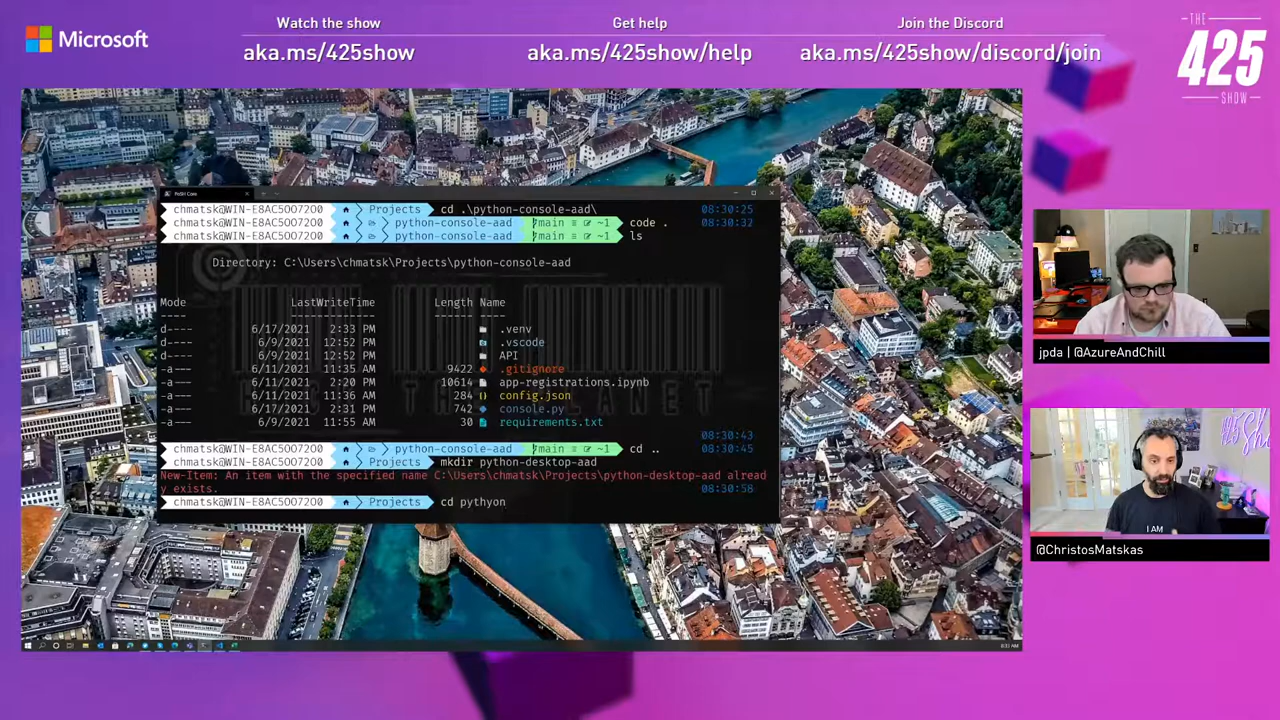 Microsoft
Watch the show
aka.ms/425show
Get help
aka.ms/425show/help
Join the Discord
aka.ms/425show/discord/join
THE
425
SHOW
PoSH Core
chmatsk@WIN-E8AC5OO72O0 Projects cd .\python-console-aad\ 08:30:25
chmatsk@WIN-E8AC5OO72O0 python-console-aad main ≡ ~1 code . 08:30:32
chmatsk@WIN-E8AC5OO72O0 python-console-aad main ≡ ~1 ls
Directory: C:\Users\chmatsk\Projects\python-console-aad
Mode LastWriteTime Length Name
---- ------------- ------ ----
d---- 6/17/2021 2:33 PM .venv
d---- 6/9/2021 12:52 PM .vscode
d---- 6/9/2021 12:52 PM API
-a--- 6/11/2021 11:35 AM 9422 .gitignore
-a--- 6/11/2021 2:20 PM 10614 app-registrations.ipynb
-a--- 6/11/2021 11:36 AM 284 config.json
-a--- 6/17/2021 2:31 PM 742 console.py
-a--- 6/9/2021 11:55 AM 30 requirements.txt
08:30:43
chmatsk@WIN-E8AC5OO72O0 python-console-aad main ≡ ~1 cd .. 08:30:45
chmatsk@WIN-E8AC5OO72O0 Projects mkdir python-desktop-aad
New-Item: An item with the specified name C:\Users\chmatsk\Projects\python-desktop-aad alread
y exists. 08:30:58
chmatsk@WIN-E8AC5OO72O0 Projects cd pythyon
jpda | @AzureAndChill
I AM
@ChristosMatskas